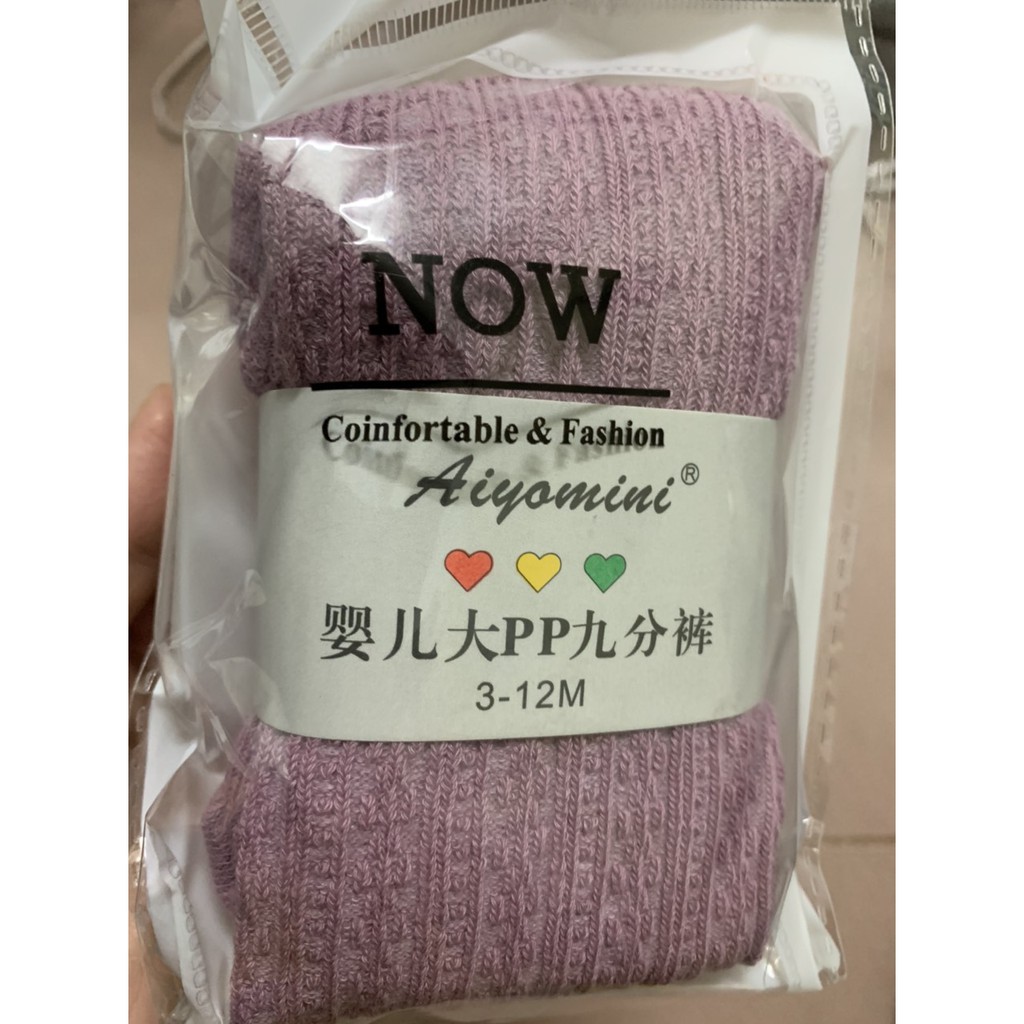 NOW
Coinfortable & Fashion
Aiyomini®
婴儿大PP九分裤
3-12M